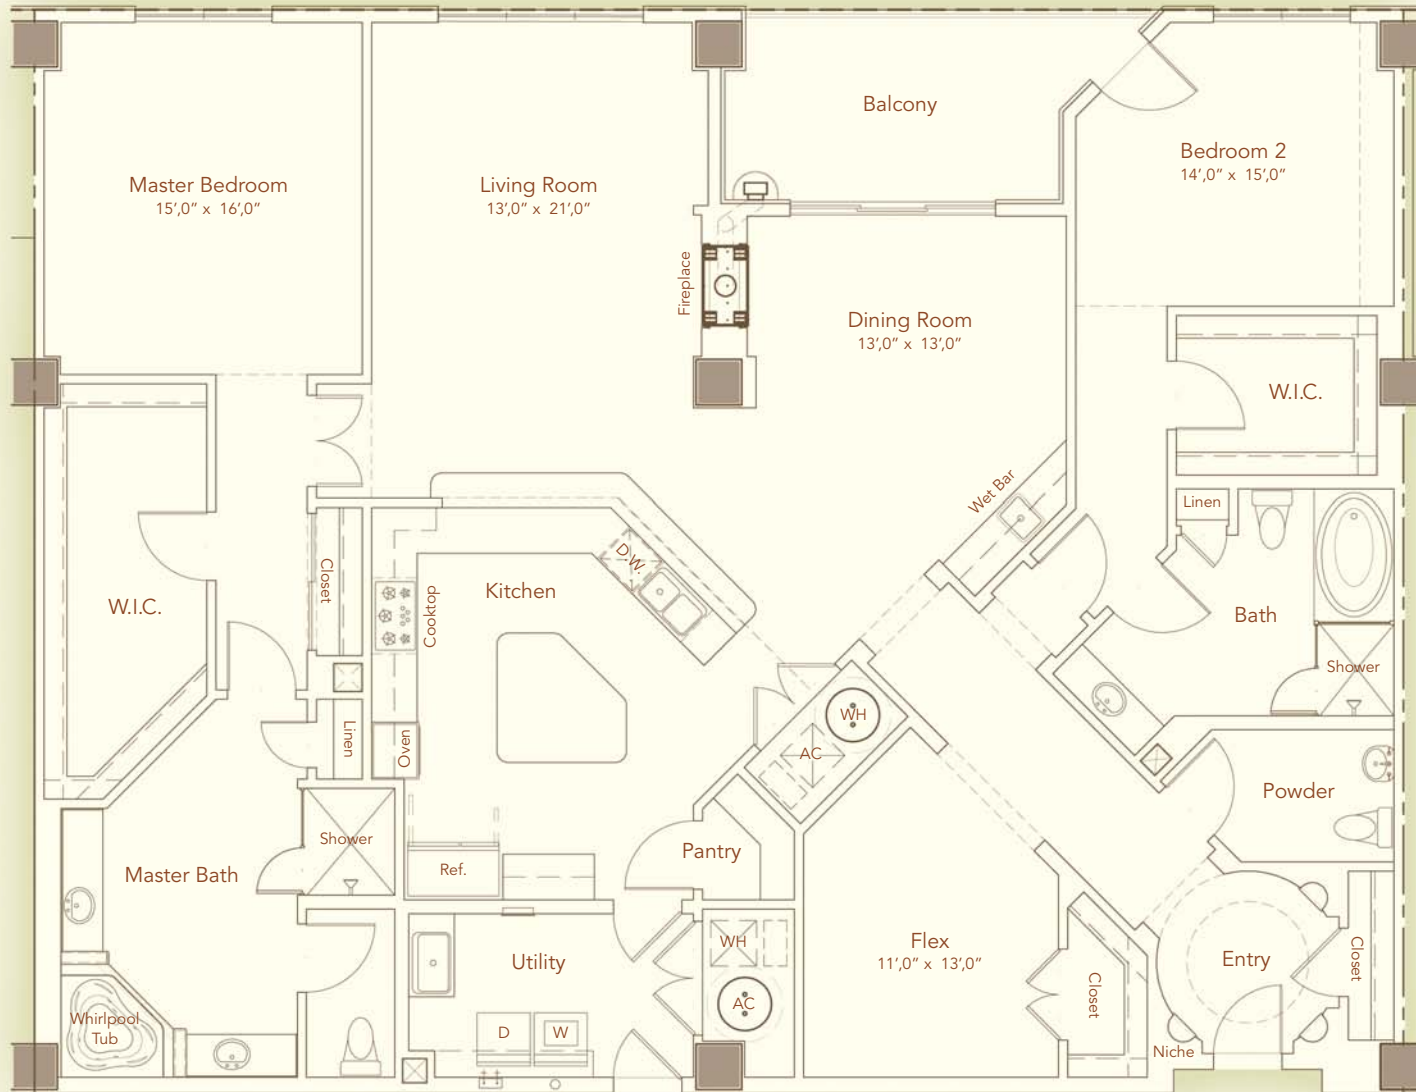 Balcony
Bedroom 2
14',0" x 15',0"
Master Bedroom
15',0" x 16',0"
Living Room
13',0" x 21',0"
Fireplace
Dining Room
13',0" x 13',0"
W.I.C.
Wet Bar
Linen
D.W.
Closet
Kitchen
Cooktop
W.I.C.
Bath
Shower
WH
AC
Linen
Oven
Powder
Shower
Pantry
Ref.
Master Bath
WH
Flex
11',0" x 13',0"
Utility
Entry
Closet
Closet
AC
Whirlpool
Tub
D
W
Niche